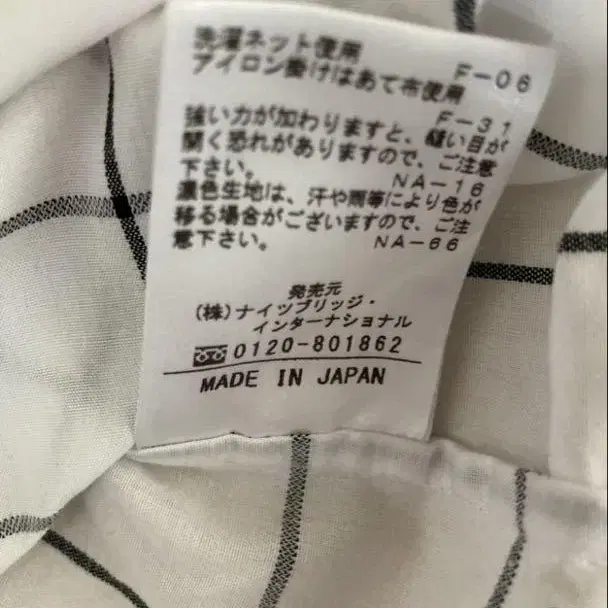 洗濯ネット使用
アイロン掛けはあて布使用 F-06
F-31
強い力が加わりますと、縫い目が
開く恐れがありますので、ご注意
下さい。 NA-16
濃色生地は、汗や雨等により色が
移る場合がございますので、ご注
意下さい。 NA-66
発売元
(株)ナイツブリッジ・
インターナショナル
0120-801862
MADE IN JAPAN